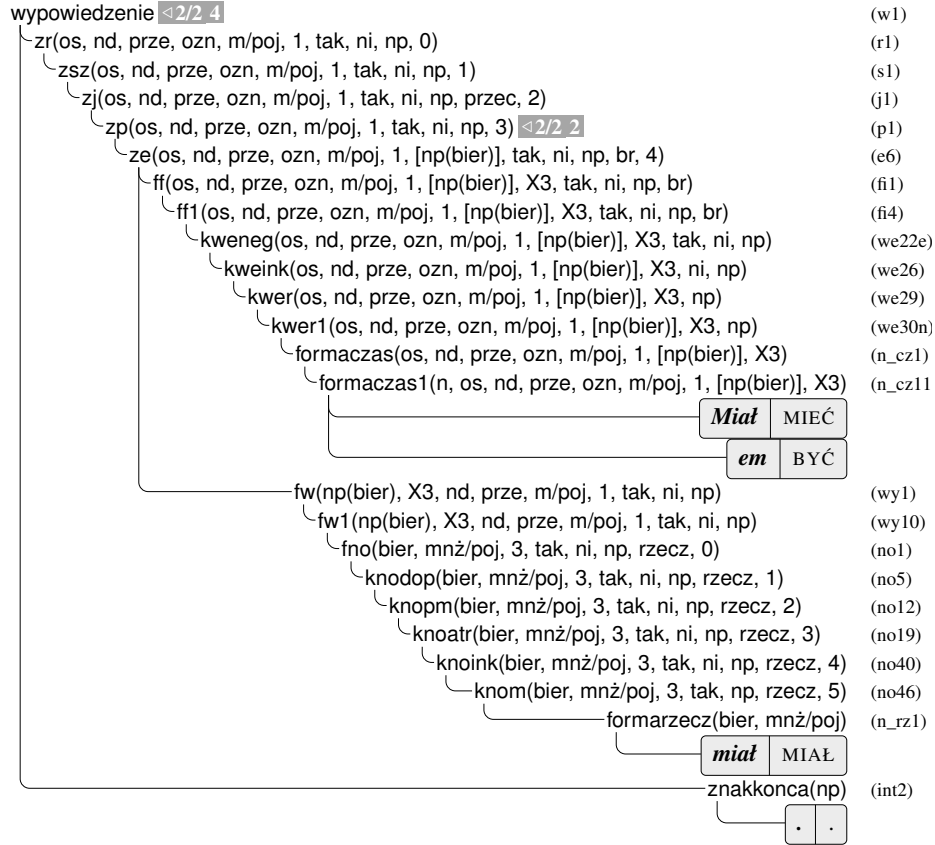 wypowiedzenie ◁2/2 4 (w1)
zr(os, nd, prze, ozn, m/poj, 1, tak, ni, np, 0) (r1)
zsz(os, nd, prze, ozn, m/poj, 1, tak, ni, np, 1) (s1)
zj(os, nd, prze, ozn, m/poj, 1, tak, ni, np, przec, 2) (j1)
zp(os, nd, prze, ozn, m/poj, 1, tak, ni, np, 3) ◁2/2 2 (p1)
ze(os, nd, prze, ozn, m/poj, 1, [np(bier)], tak, ni, np, br, 4) (e6)
ff(os, nd, prze, ozn, m/poj, 1, [np(bier)], X3, tak, ni, np, br) (fi1)
ff1(os, nd, prze, ozn, m/poj, 1, [np(bier)], X3, tak, ni, np, br) (fi4)
kweneg(os, nd, prze, ozn, m/poj, 1, [np(bier)], X3, tak, ni, np) (we22e)
kweink(os, nd, prze, ozn, m/poj, 1, [np(bier)], X3, ni, np) (we26)
kwer(os, nd, prze, ozn, m/poj, 1, [np(bier)], X3, np) (we29)
kwer1(os, nd, prze, ozn, m/poj, 1, [np(bier)], X3, np) (we30n)
formaczas(os, nd, prze, ozn, m/poj, 1, [np(bier)], X3) (n_cz1)
formaczas1(n, os, nd, prze, ozn, m/poj, 1, [np(bier)], X3) (n_cz11
Miał MIEĆ
em BYĆ
fw(np(bier), X3, nd, prze, m/poj, 1, tak, ni, np) (wy1)
fw1(np(bier), X3, nd, prze, m/poj, 1, tak, ni, np) (wy10)
fno(bier, mnż/poj, 3, tak, ni, np, rzecz, 0) (no1)
knodop(bier, mnż/poj, 3, tak, ni, np, rzecz, 1) (no5)
knopm(bier, mnż/poj, 3, tak, ni, np, rzecz, 2) (no12)
knoatr(bier, mnż/poj, 3, tak, ni, np, rzecz, 3) (no19)
knoink(bier, mnż/poj, 3, tak, ni, np, rzecz, 4) (no40)
knom(bier, mnż/poj, 3, tak, np, rzecz, 5) (no46)
formarzecz(bier, mnż/poj) (n_rz1)
miał MIAŁ
znakkonca(np) (int2)
. .